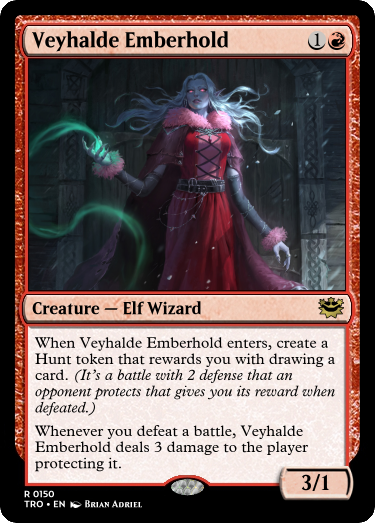 Veyhalde Emberhold 1
Creature — Elf Wizard
When Veyhalde Emberhold enters, create a
Hunt token that rewards you with drawing a
card. (It's a battle with 2 defense that an
opponent protects that gives you its reward when
defeated.)
Whenever you defeat a battle, Veyhalde
Emberhold deals 3 damage to the player
protecting it.
3/1
R 0150
TRO • EN Brian Adriel